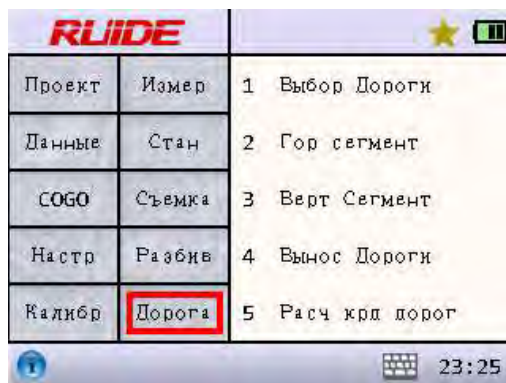 RUIDE
Проект Измер 1 Выбор Дороги
Данные Стан 2 Гор сегмент
COGO Съемка 3 Верт Сегмент
Настр Разбив 4 Вынос Дороги
Калибр Дорога 5 Расч крп дорог
23:25